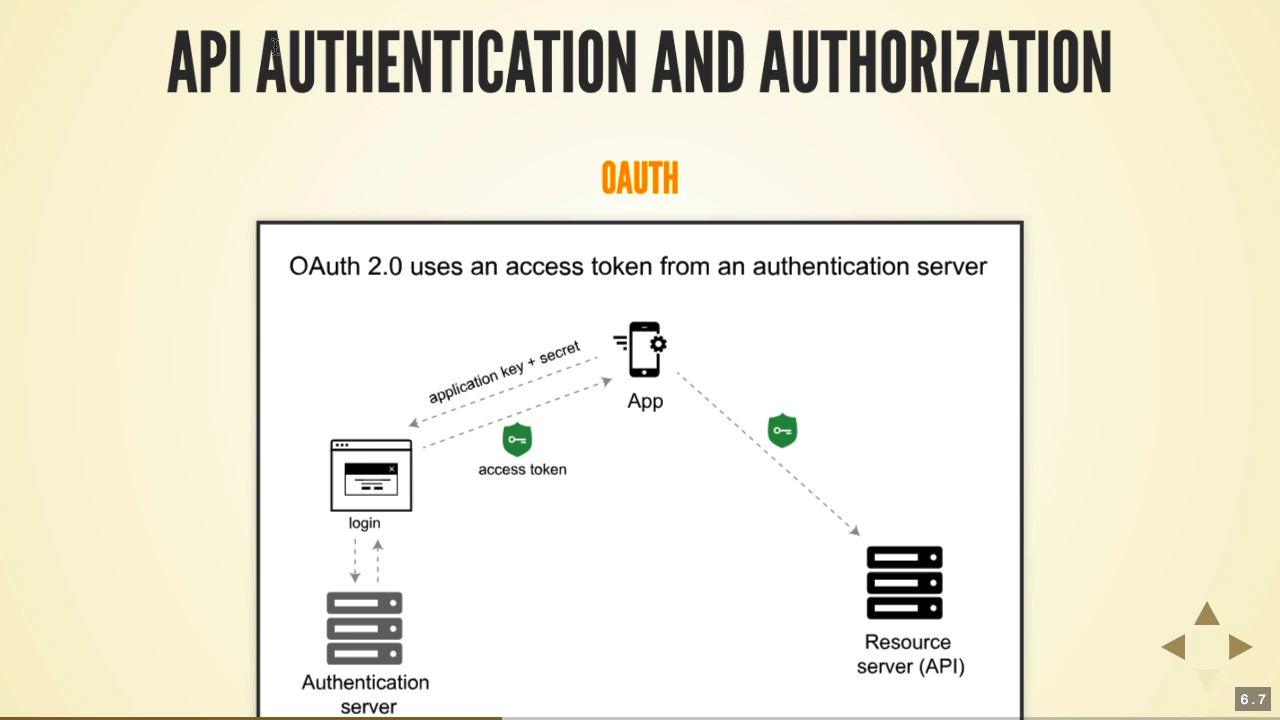 API AUTHENTICATION AND AUTHORIZATION
OAUTH
OAuth 2.0 uses an access token from an authentication server
application key + secret
App
access token
login
Authentication
server
Resource
server (API)
6.7